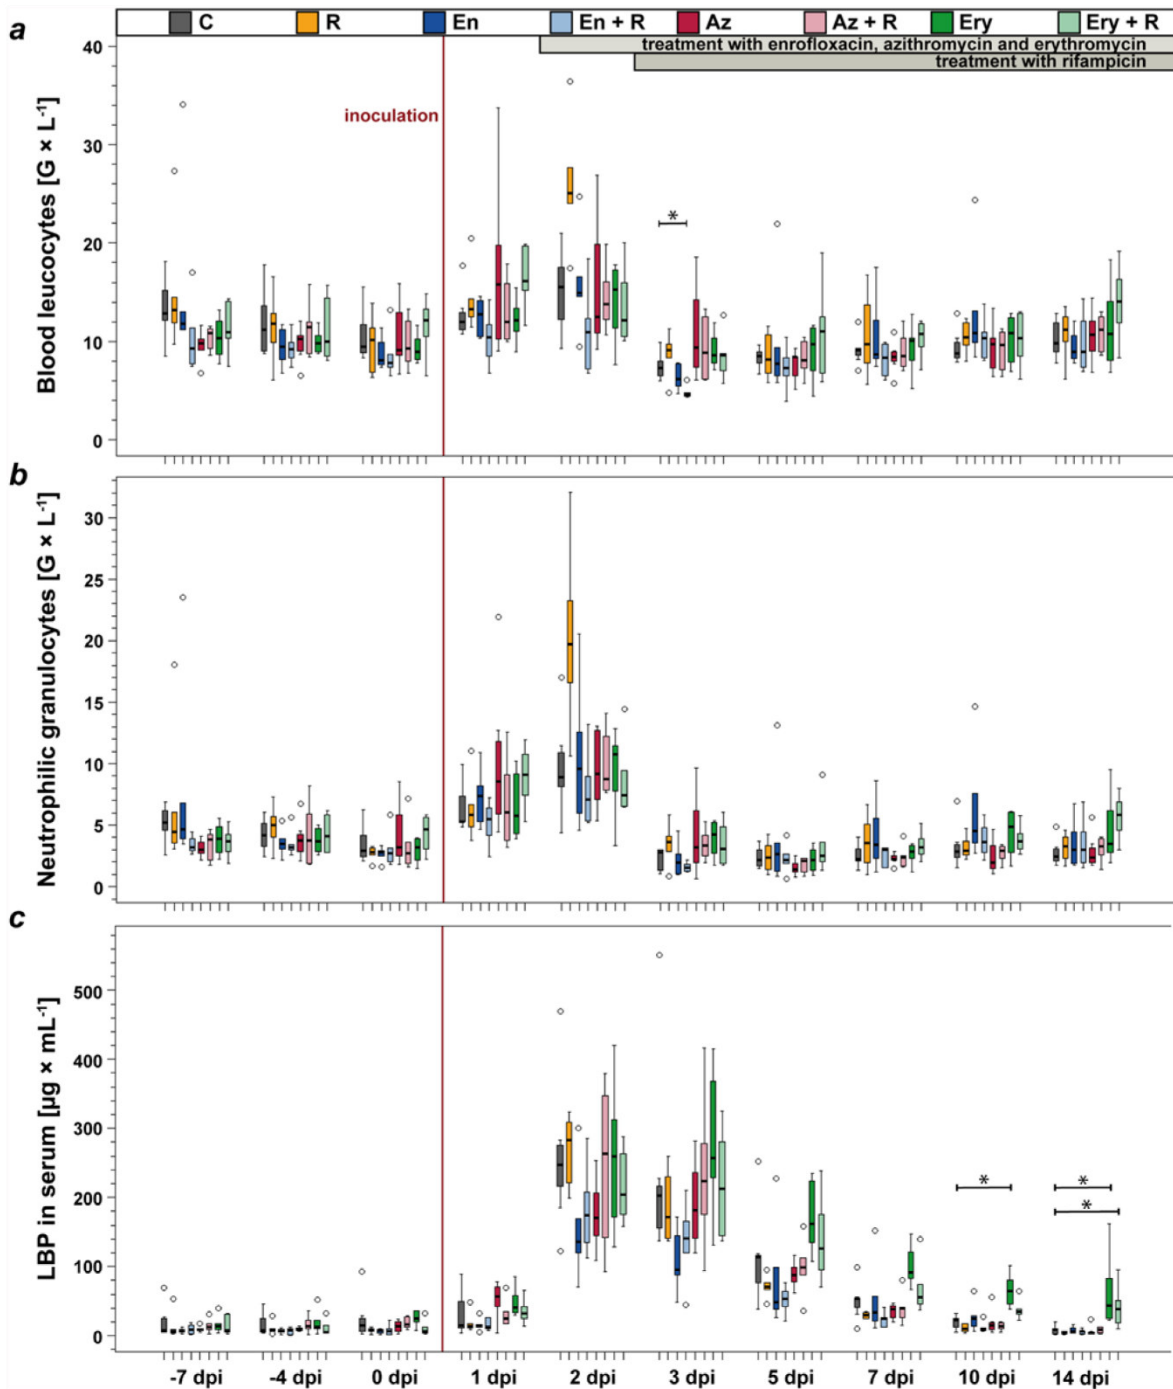 a
C R En En + R Az Az + R Ery Ery + R
treatment with enrofloxacin, azithromycin and erythromycin
treatment with rifampicin
inoculation
Blood leucocytes [G × L⁻¹]
40
30
20
10
0
*
b
Neutrophilic granulocytes [G × L⁻¹]
30
25
20
15
10
5
0
c
LBP in serum [µg × mL⁻¹]
500
400
300
200
100
0
*
*
*
-7 dpi -4 dpi 0 dpi 1 dpi 2 dpi 3 dpi 5 dpi 7 dpi 10 dpi 14 dpi